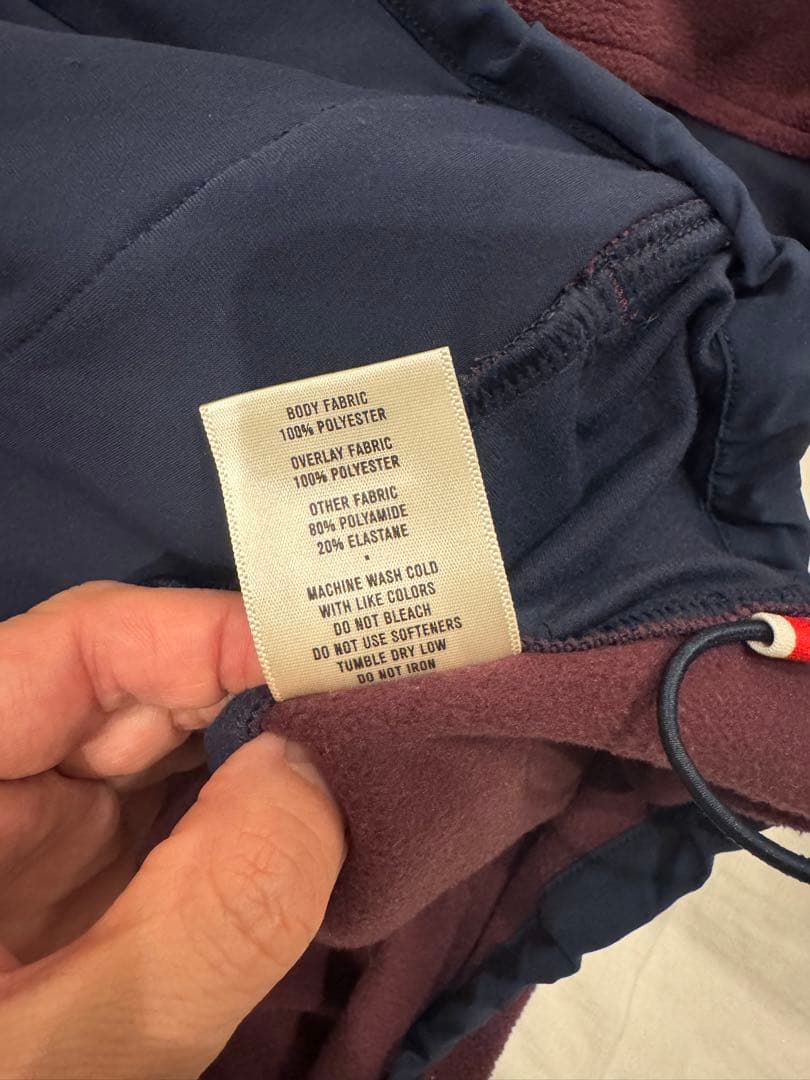 BODY FABRIC
100% POLYESTER
OVERLAY FABRIC
100% POLYESTER
OTHER FABRIC
80% POLYAMIDE
20% ELASTANE
MACHINE WASH COLD
WITH LIKE COLORS
DO NOT BLEACH
DO NOT USE SOFTENERS
TUMBLE DRY LOW
DO NOT IRON